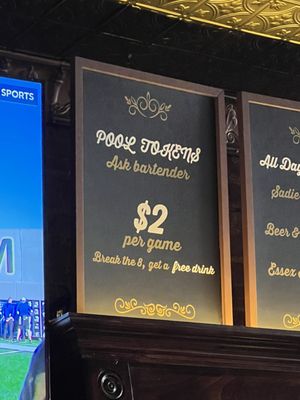 SPORTS
POOL TOKENS
Ask bartender
$2
per game
Break the 8, get a free drink
All Day
Sadie
Beer &
Essex